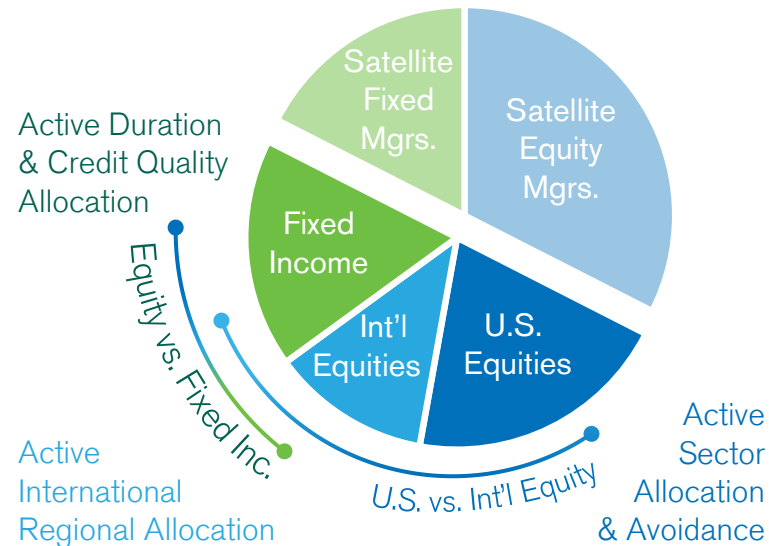 Satellite
Fixed
Mgrs.
Satellite
Equity
Mgrs.
Active Duration
& Credit Quality
Allocation
Fixed
Income
Equity vs. Fixed Inc.
Int'l
Equities
U.S.
Equities
U.S. vs. Int'l Equity
Active
International
Regional Allocation
Active
Sector
Allocation
& Avoidance